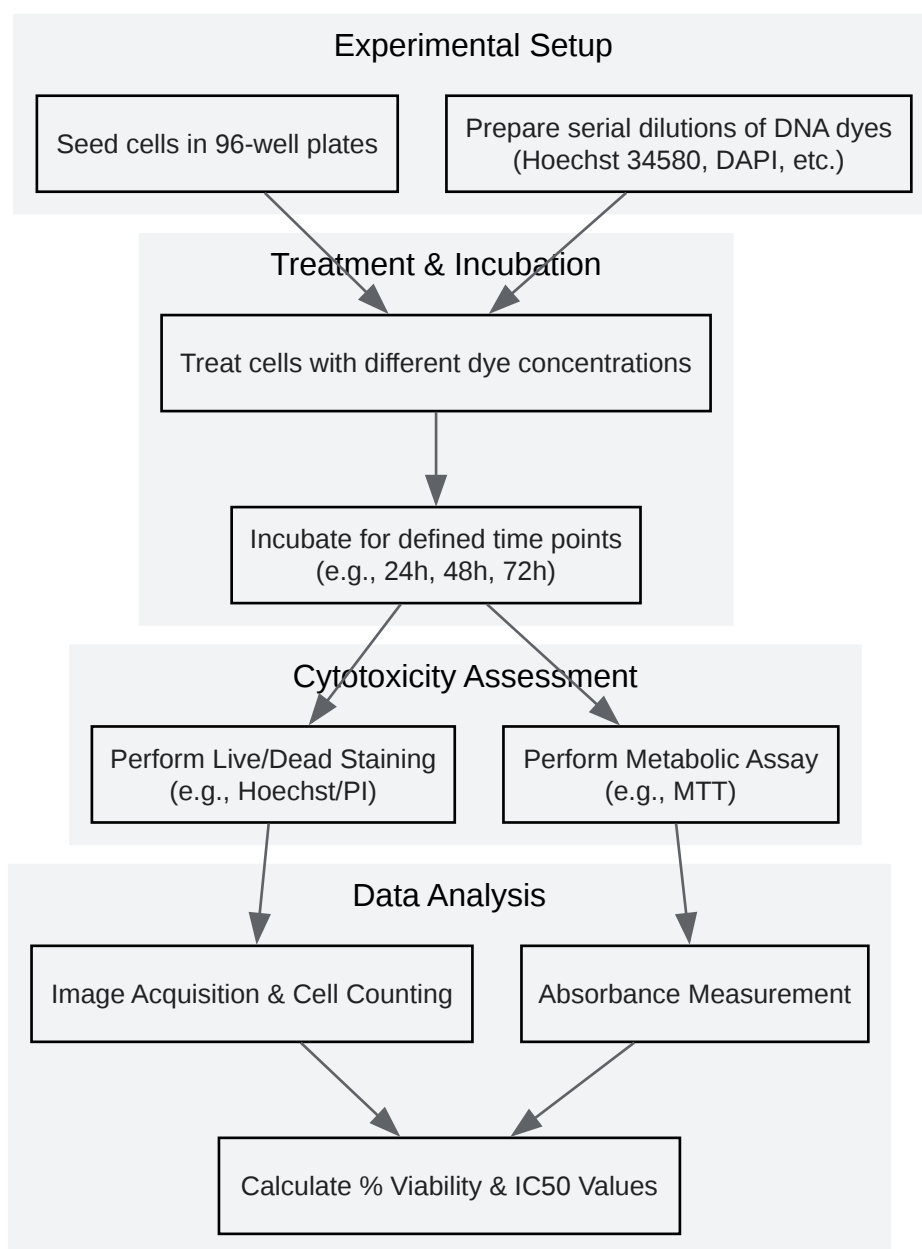 Experimental Setup
Seed cells in 96-well plates
Prepare serial dilutions of DNA dyes
(Hoechst 34580, DAPI, etc.)
Treatment & Incubation
Treat cells with different dye concentrations
Incubate for defined time points
(e.g., 24h, 48h, 72h)
Cytotoxicity Assessment
Perform Live/Dead Staining
(e.g., Hoechst/PI)
Perform Metabolic Assay
(e.g., MTT)
Data Analysis
Image Acquisition & Cell Counting
Absorbance Measurement
Calculate % Viability & IC50 Values